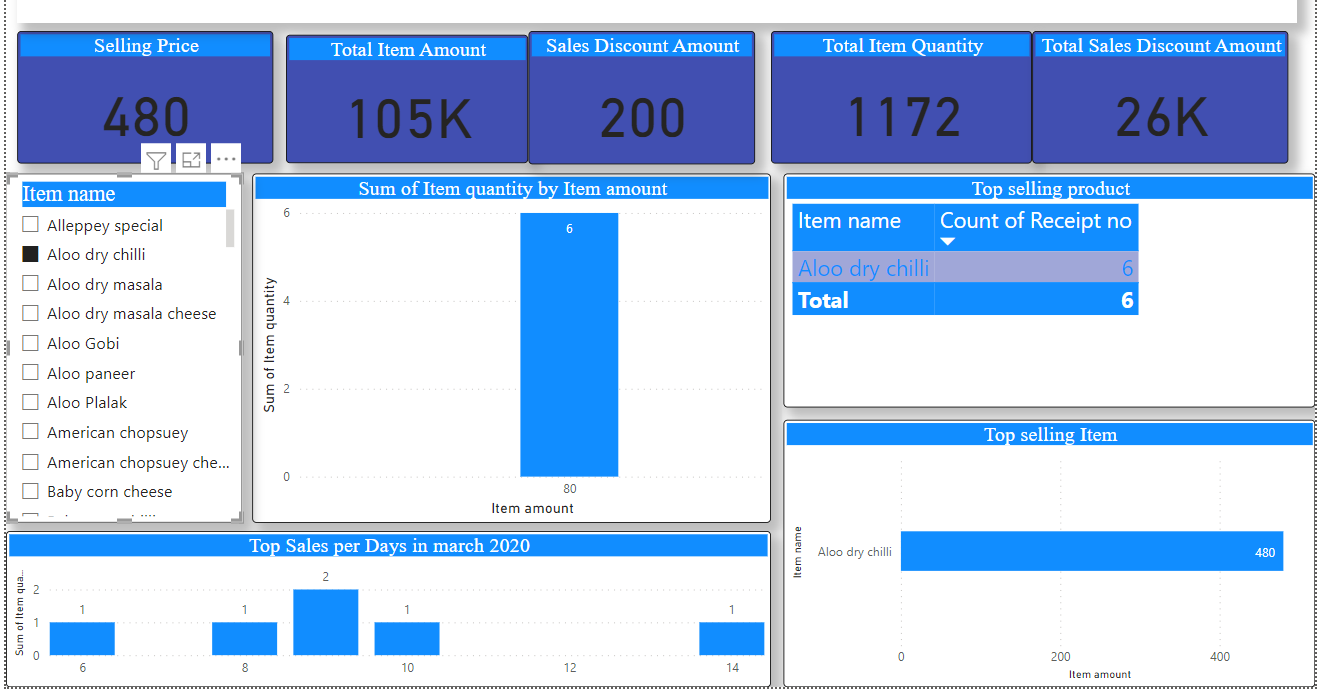 Selling Price
480
Total Item Amount
105K
Sales Discount Amount
200
Total Item Quantity
1172
Total Sales Discount Amount
26K
Item name
Alleppey special
Aloo dry chilli
Aloo dry masala
Aloo dry masala cheese
Aloo Gobi
Aloo paneer
Aloo Plalak
American chopsuey
American chopsuey che...
Baby corn cheese
Sum of Item quantity by Item amount
Sum of Item quantity
6
4
2
0
6
80
Item amount
Top selling product
Item name Count of Receipt no
Aloo dry chilli 6
Total 6
Top selling Item
Item name
Aloo dry chilli
480
0 200 400
Item amount
Top Sales per Days in march 2020
Sum of Item qua...
2
1
0
1 1 2 1 1
6 8 10 12 14